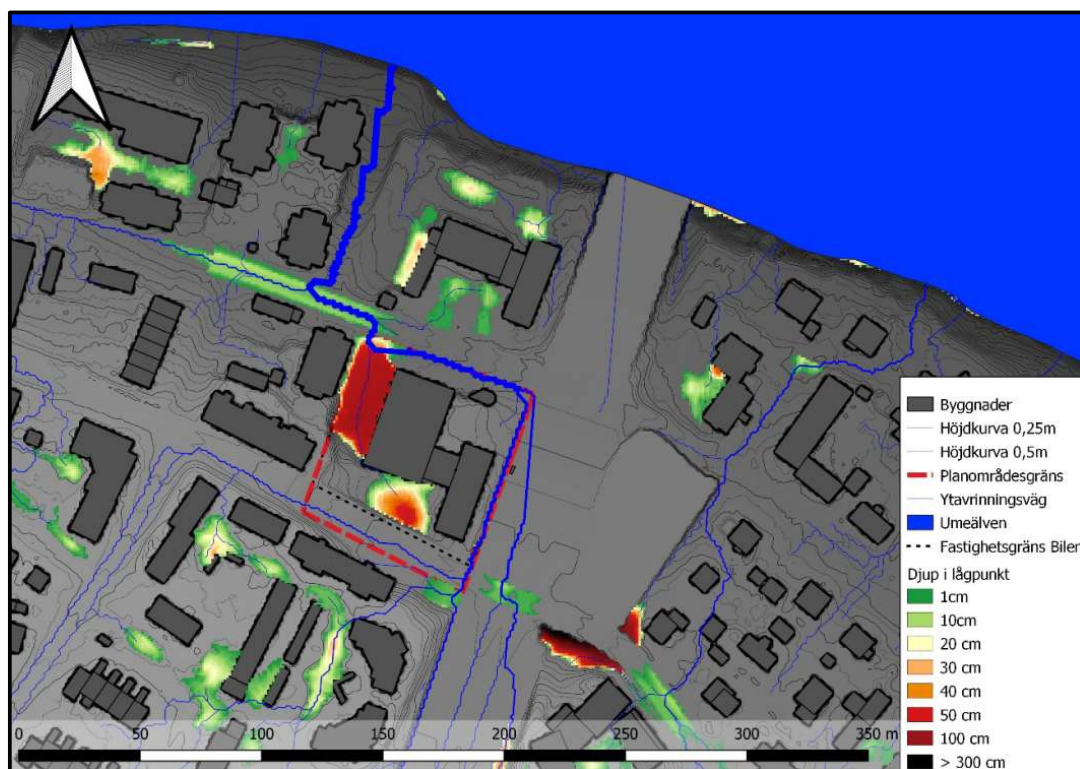 Byggnader
Höjdkurva 0,25m
Höjdkurva 0,5m
Planområdesgräns
Ytavrinningsväg
Umeälven
Fastighetsgräns Bilen
Djup i lågpunkt
1cm
10cm
20 cm
30 cm
40 cm
50 cm
100 cm
> 300 cm
0 50 100 150 200 250 300 350 m